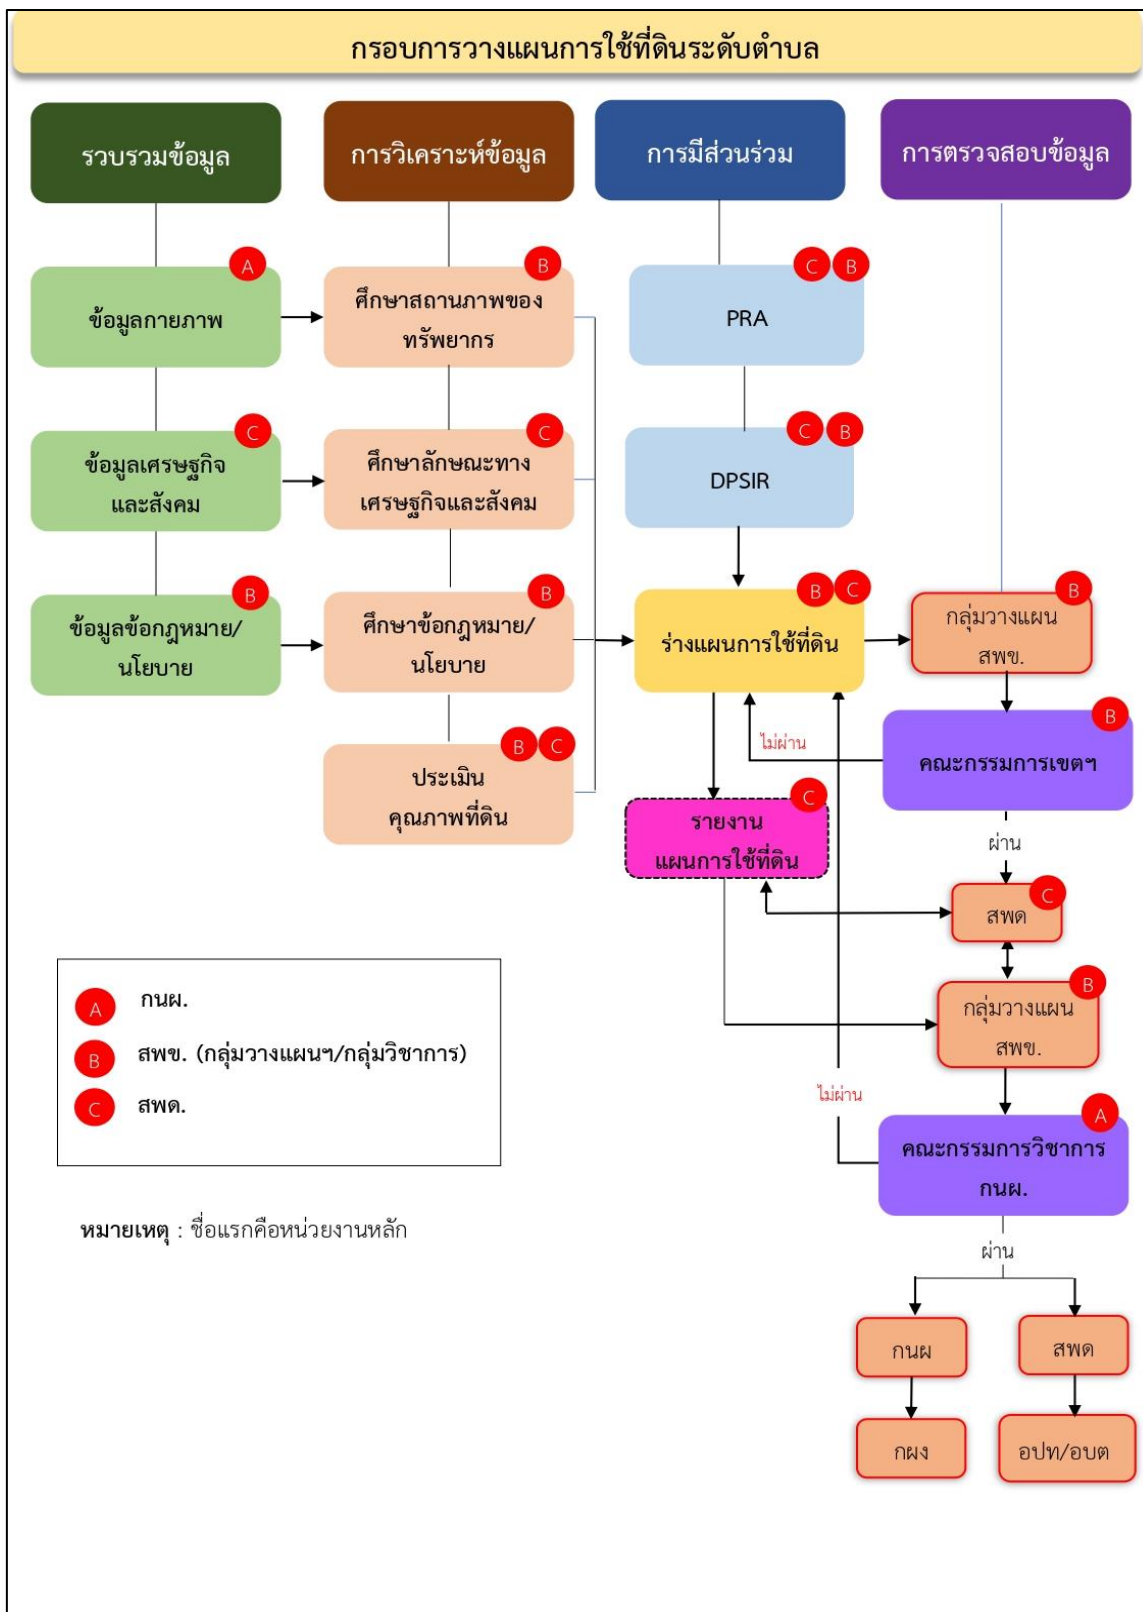 กรอบการวางแผนการใช้ที่ดินระดับตำบล
รวบรวมข้อมูล
การวิเคราะห์ข้อมูล
การมีส่วนร่วม
การตรวจสอบข้อมูล
A
ข้อมูลกายภาพ
B
ศึกษาสถานภาพของ
ทรัพยากร
C B
PRA
C
ข้อมูลเศรษฐกิจ
และสังคม
C
ศึกษาลักษณะทาง
เศรษฐกิจและสังคม
C B
DPSIR
B
ข้อมูลข้อกฎหมาย/
นโยบาย
B
ศึกษาข้อกฎหมาย/
นโยบาย
B C
ร่างแผนการใช้ที่ดิน
B
กลุ่มวางแผน
สพข.
B C
ประเมิน
คุณภาพที่ดิน
ไม่ผ่าน
B
คณะกรรมการเขตฯ
C
รายงาน
แผนการใช้ที่ดิน
ผ่าน
C
สพด
B
กลุ่มวางแผน
สพข.
A กนผ.
B สพข. (กลุ่มวางแผนฯ/กลุ่มวิชาการ)
C สพด.
ไม่ผ่าน
A
คณะกรรมการวิชาการ
กนผ.
หมายเหตุ : ชื่อแรกคือหน่วยงานหลัก
ผ่าน
กนผ
สพด
กผง
อปท/อบต